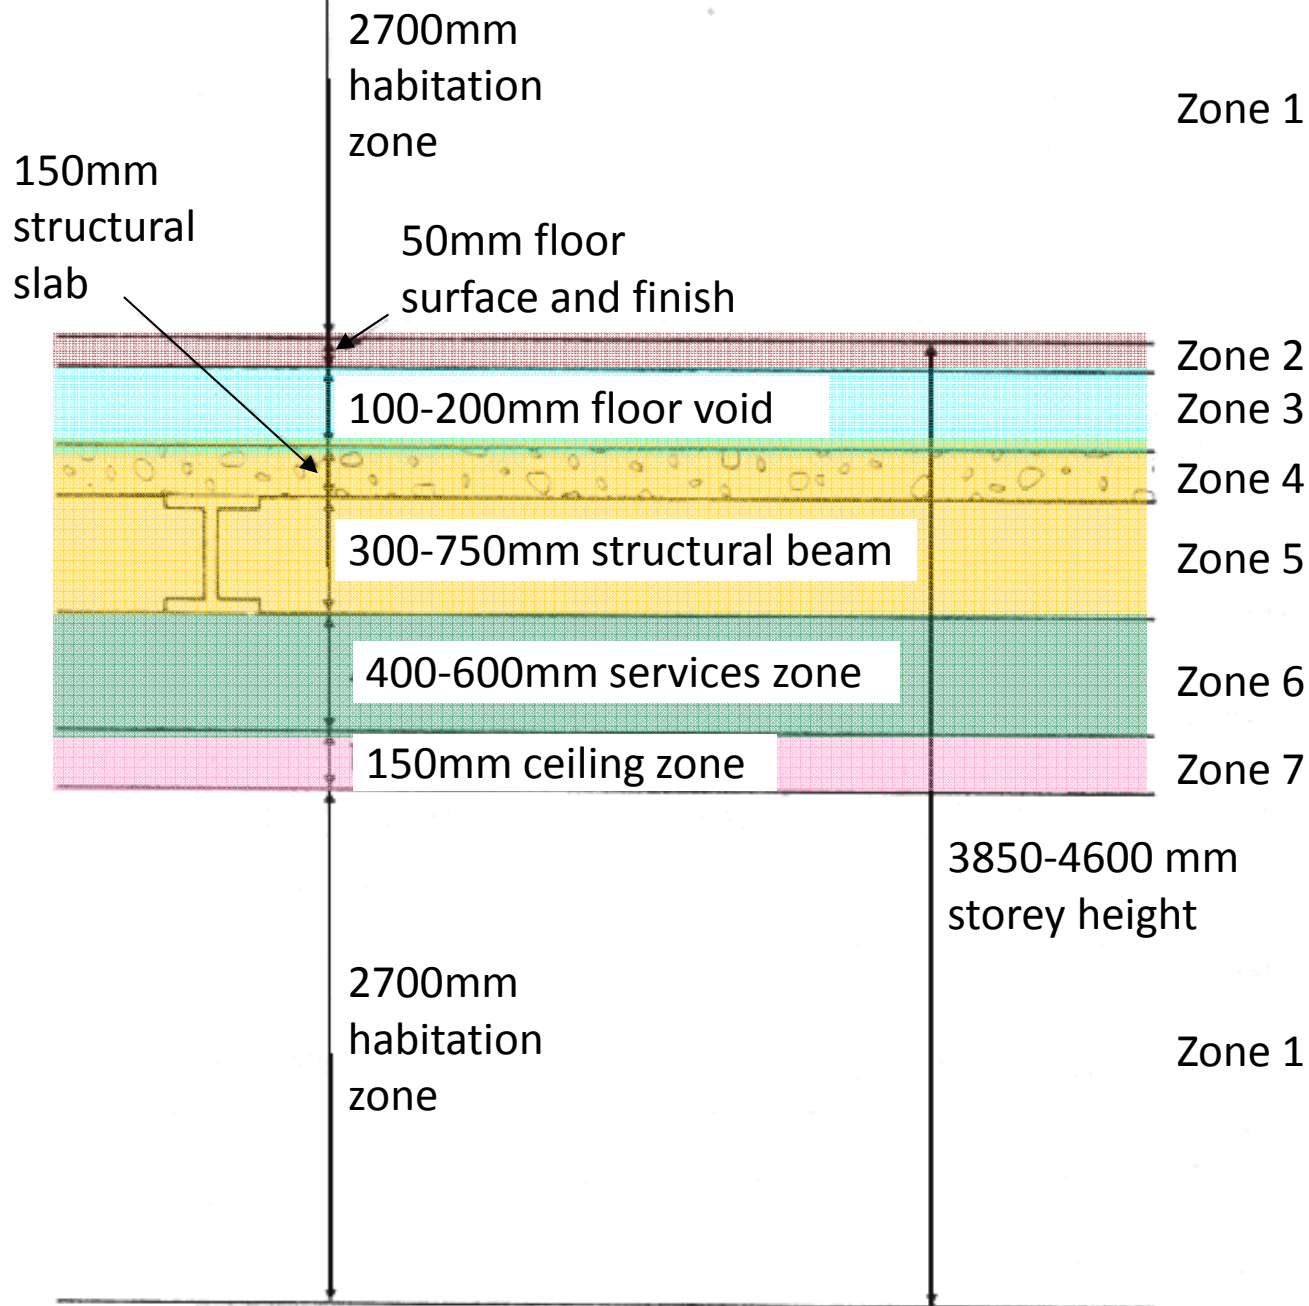 2700mm
habitation
zone
Zone 1
150mm
structural
slab
50mm floor
surface and finish
Zone 2
100-200mm floor void
Zone 3
Zone 4
300-750mm structural beam
Zone 5
400-600mm services zone
Zone 6
150mm ceiling zone
Zone 7
3850-4600 mm
storey height
2700mm
habitation
zone
Zone 1